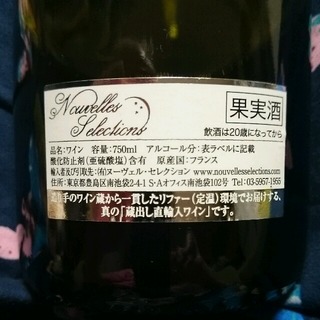 Nouvelles
Selections
果実酒
飲酒は20歳になってから
品名:ワイン 容量:750ml アルコール分:表ラベルに記載
酸化防止剤(亜硫酸塩)含有 原産国:フランス
輸入者及び引取先:(有)ヌーヴェル・セレクション www.nouvellesselections.com
住所:東京都豊島区南池袋2-4-1 S・Aオフィス南池袋102号 Tel:03-5957-1955
造り手のワイン蔵から一貫したリファー(定温)環境でお届けする、
真の「蔵出し直輸入ワイン」です。